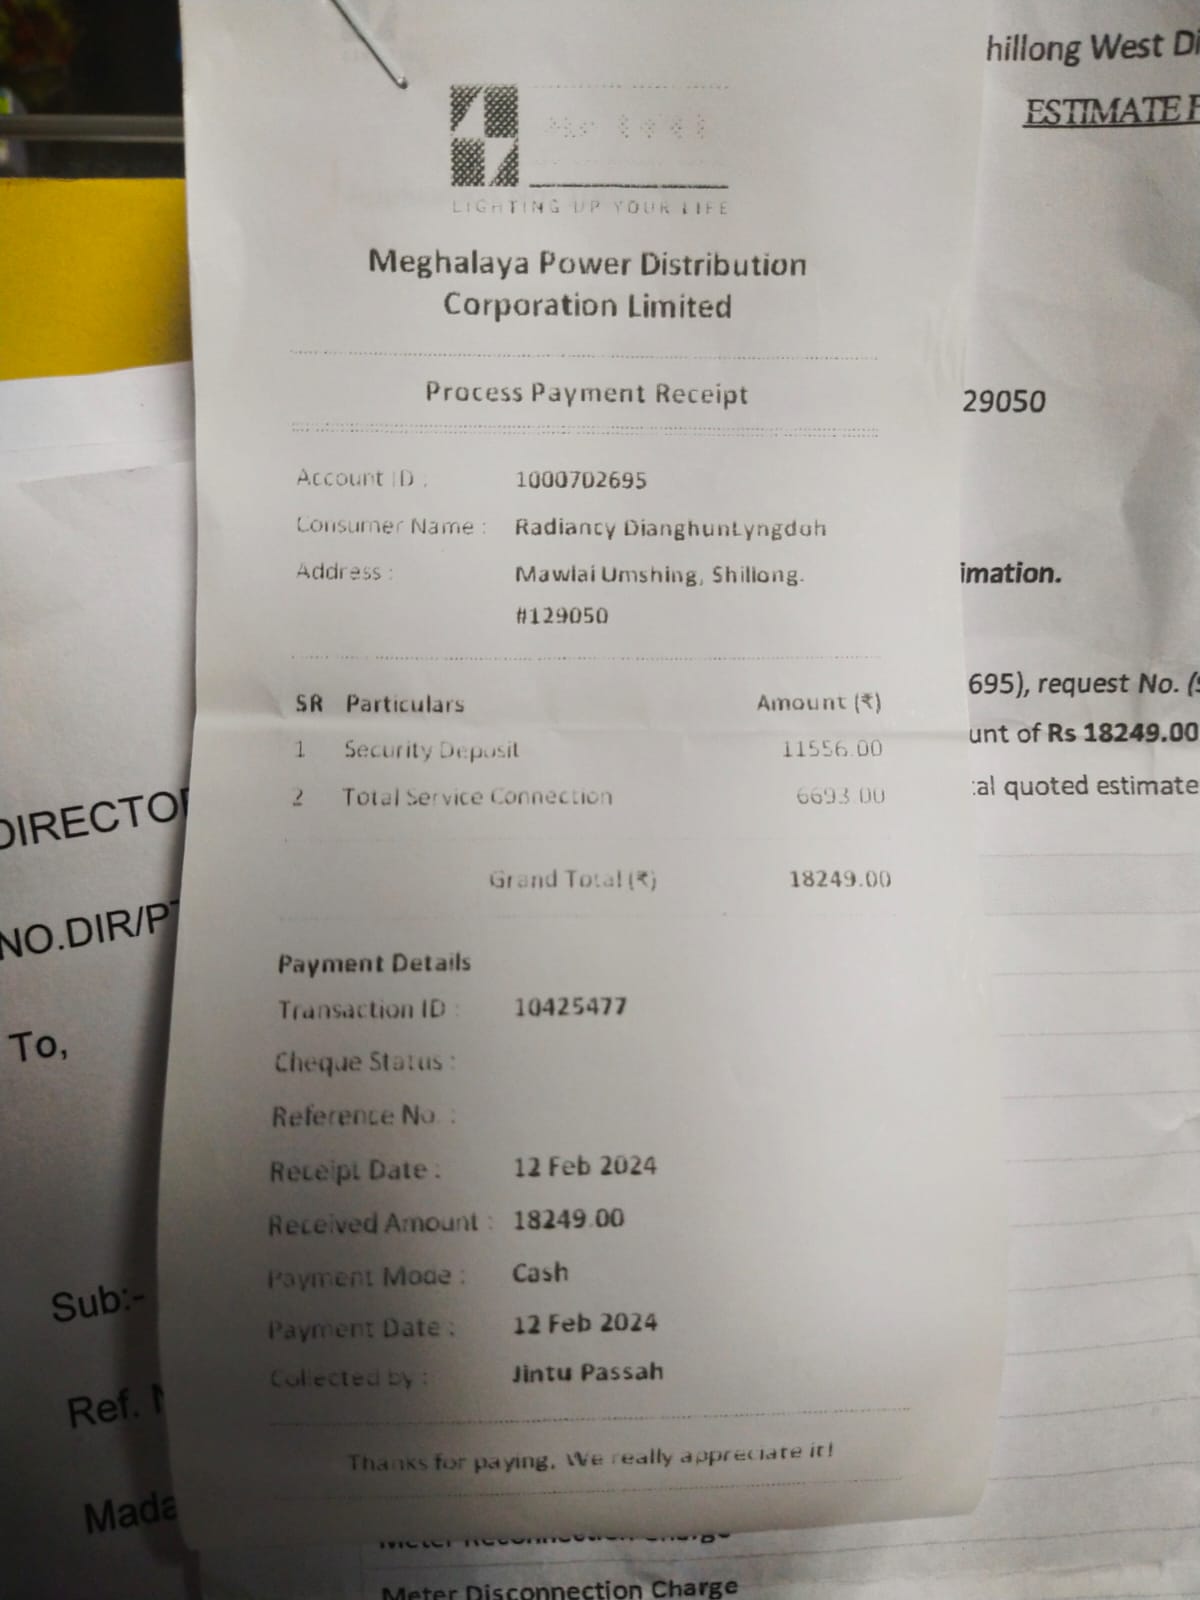 hillong West Di
ESTIMATE F
LIGHTING UP YOUR LIFE
Meghalaya Power Distribution
Corporation Limited
Process Payment Receipt
29050
Account ID : 1000702695
Consumer Name : Radiancy DianghunLyngdoh
Address : Mawlai Umshing, Shillong.
imation.
#129050
695), request No. (
SR Particulars Amount (₹)
unt of Rs 18249.00
1 Security Deposit 11556.00
tal quoted estimate
2 Total Service Connection 6693.00
DIRECTOR
Grand Total (₹) 18249.00
NO.DIR/P
Payment Details
Transaction ID : 10425477
To,
Cheque Status :
Reference No. :
Receipt Date : 12 Feb 2024
Received Amount : 18249.00
Sub:-
Payment Mode : Cash
Payment Date : 12 Feb 2024
Collected by : Jintu Passah
Ref. N
Thanks for paying, We really appreciate it!
Mada
Meter Reconnection Charge
Meter Disconnection Charge